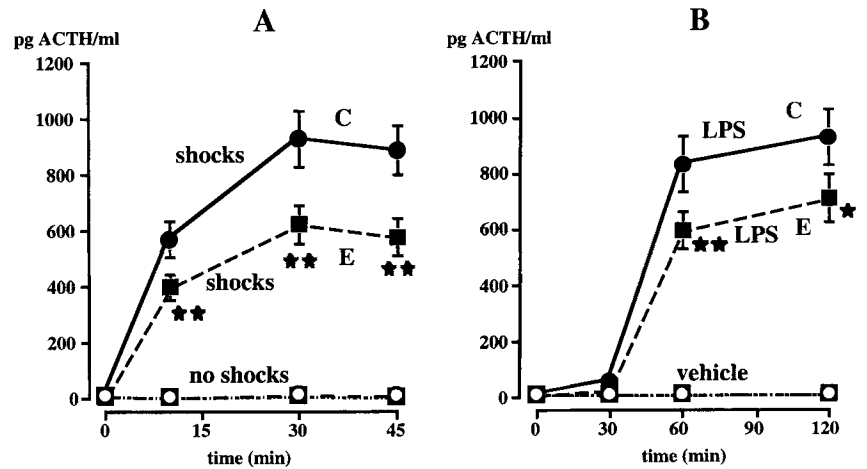 A
pg ACTH/ml
1200
1000
800
600
400
200
0
C
shocks
E
shocks
no shocks
0 15 30 45
time (min)
B
pg ACTH/ml
1200
1000
800
600
400
200
0
C
LPS
E
LPS
vehicle
0 30 60 90 120
time (min)